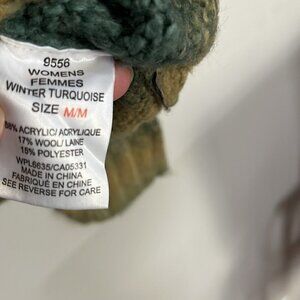 9556
WOMENS
FEMMES
WINTER TURQUOISE
SIZE M/M
68% ACRYLIC/ ACRYLIQUE
17% WOOL/ LAINE
15% POLYESTER
WPL6635/CA05331
MADE IN CHINA
FABRIQUÉ EN CHINE
SEE REVERSE FOR CARE